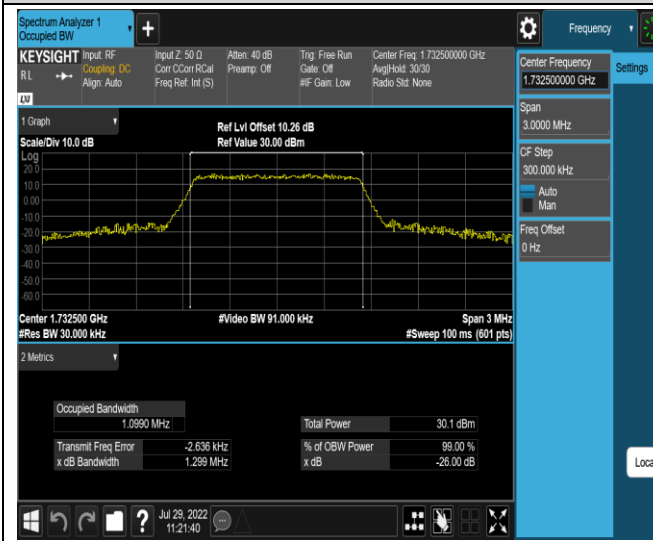 Spectrum Analyzer 1
Occupied BW
+
Frequency
KEYSIGHT
Input: RF
Coupling: DC
Align: Auto
Input Z: 50 Ω
Corr CCorr RCal
Freq Ref: Int (S)
Atten: 40 dB
Preamp: Off
Trig: Free Run
Gate: Off
#IF Gain: Low
Center Freq: 1.732500000 GHz
Avg|Hold: 30/30
Radio Std: None
RL
LXI
Center Frequency
1.732500000 GHz
Settings
Span
3.0000 MHz
CF Step
300.000 kHz
Auto
Man
Freq Offset
0 Hz
1 Graph
Scale/Div 10.0 dB
Ref Lvl Offset 10.26 dB
Ref Value 30.00 dBm
Log
20.0
10.0
0.00
-10.0
-20.0
-30.0
-40.0
-50.0
-60.0
Center 1.732500 GHz
#Video BW 91.000 kHz
Span 3 MHz
#Res BW 30.000 kHz
#Sweep 100 ms (601 pts)
2 Metrics
Occupied Bandwidth
1.0990 MHz
Total Power 30.1 dBm
Transmit Freq Error -2.636 kHz
% of OBW Power 99.00 %
x dB Bandwidth 1.299 MHz
x dB -26.00 dB
?
Jul 29, 2022
11:21:40